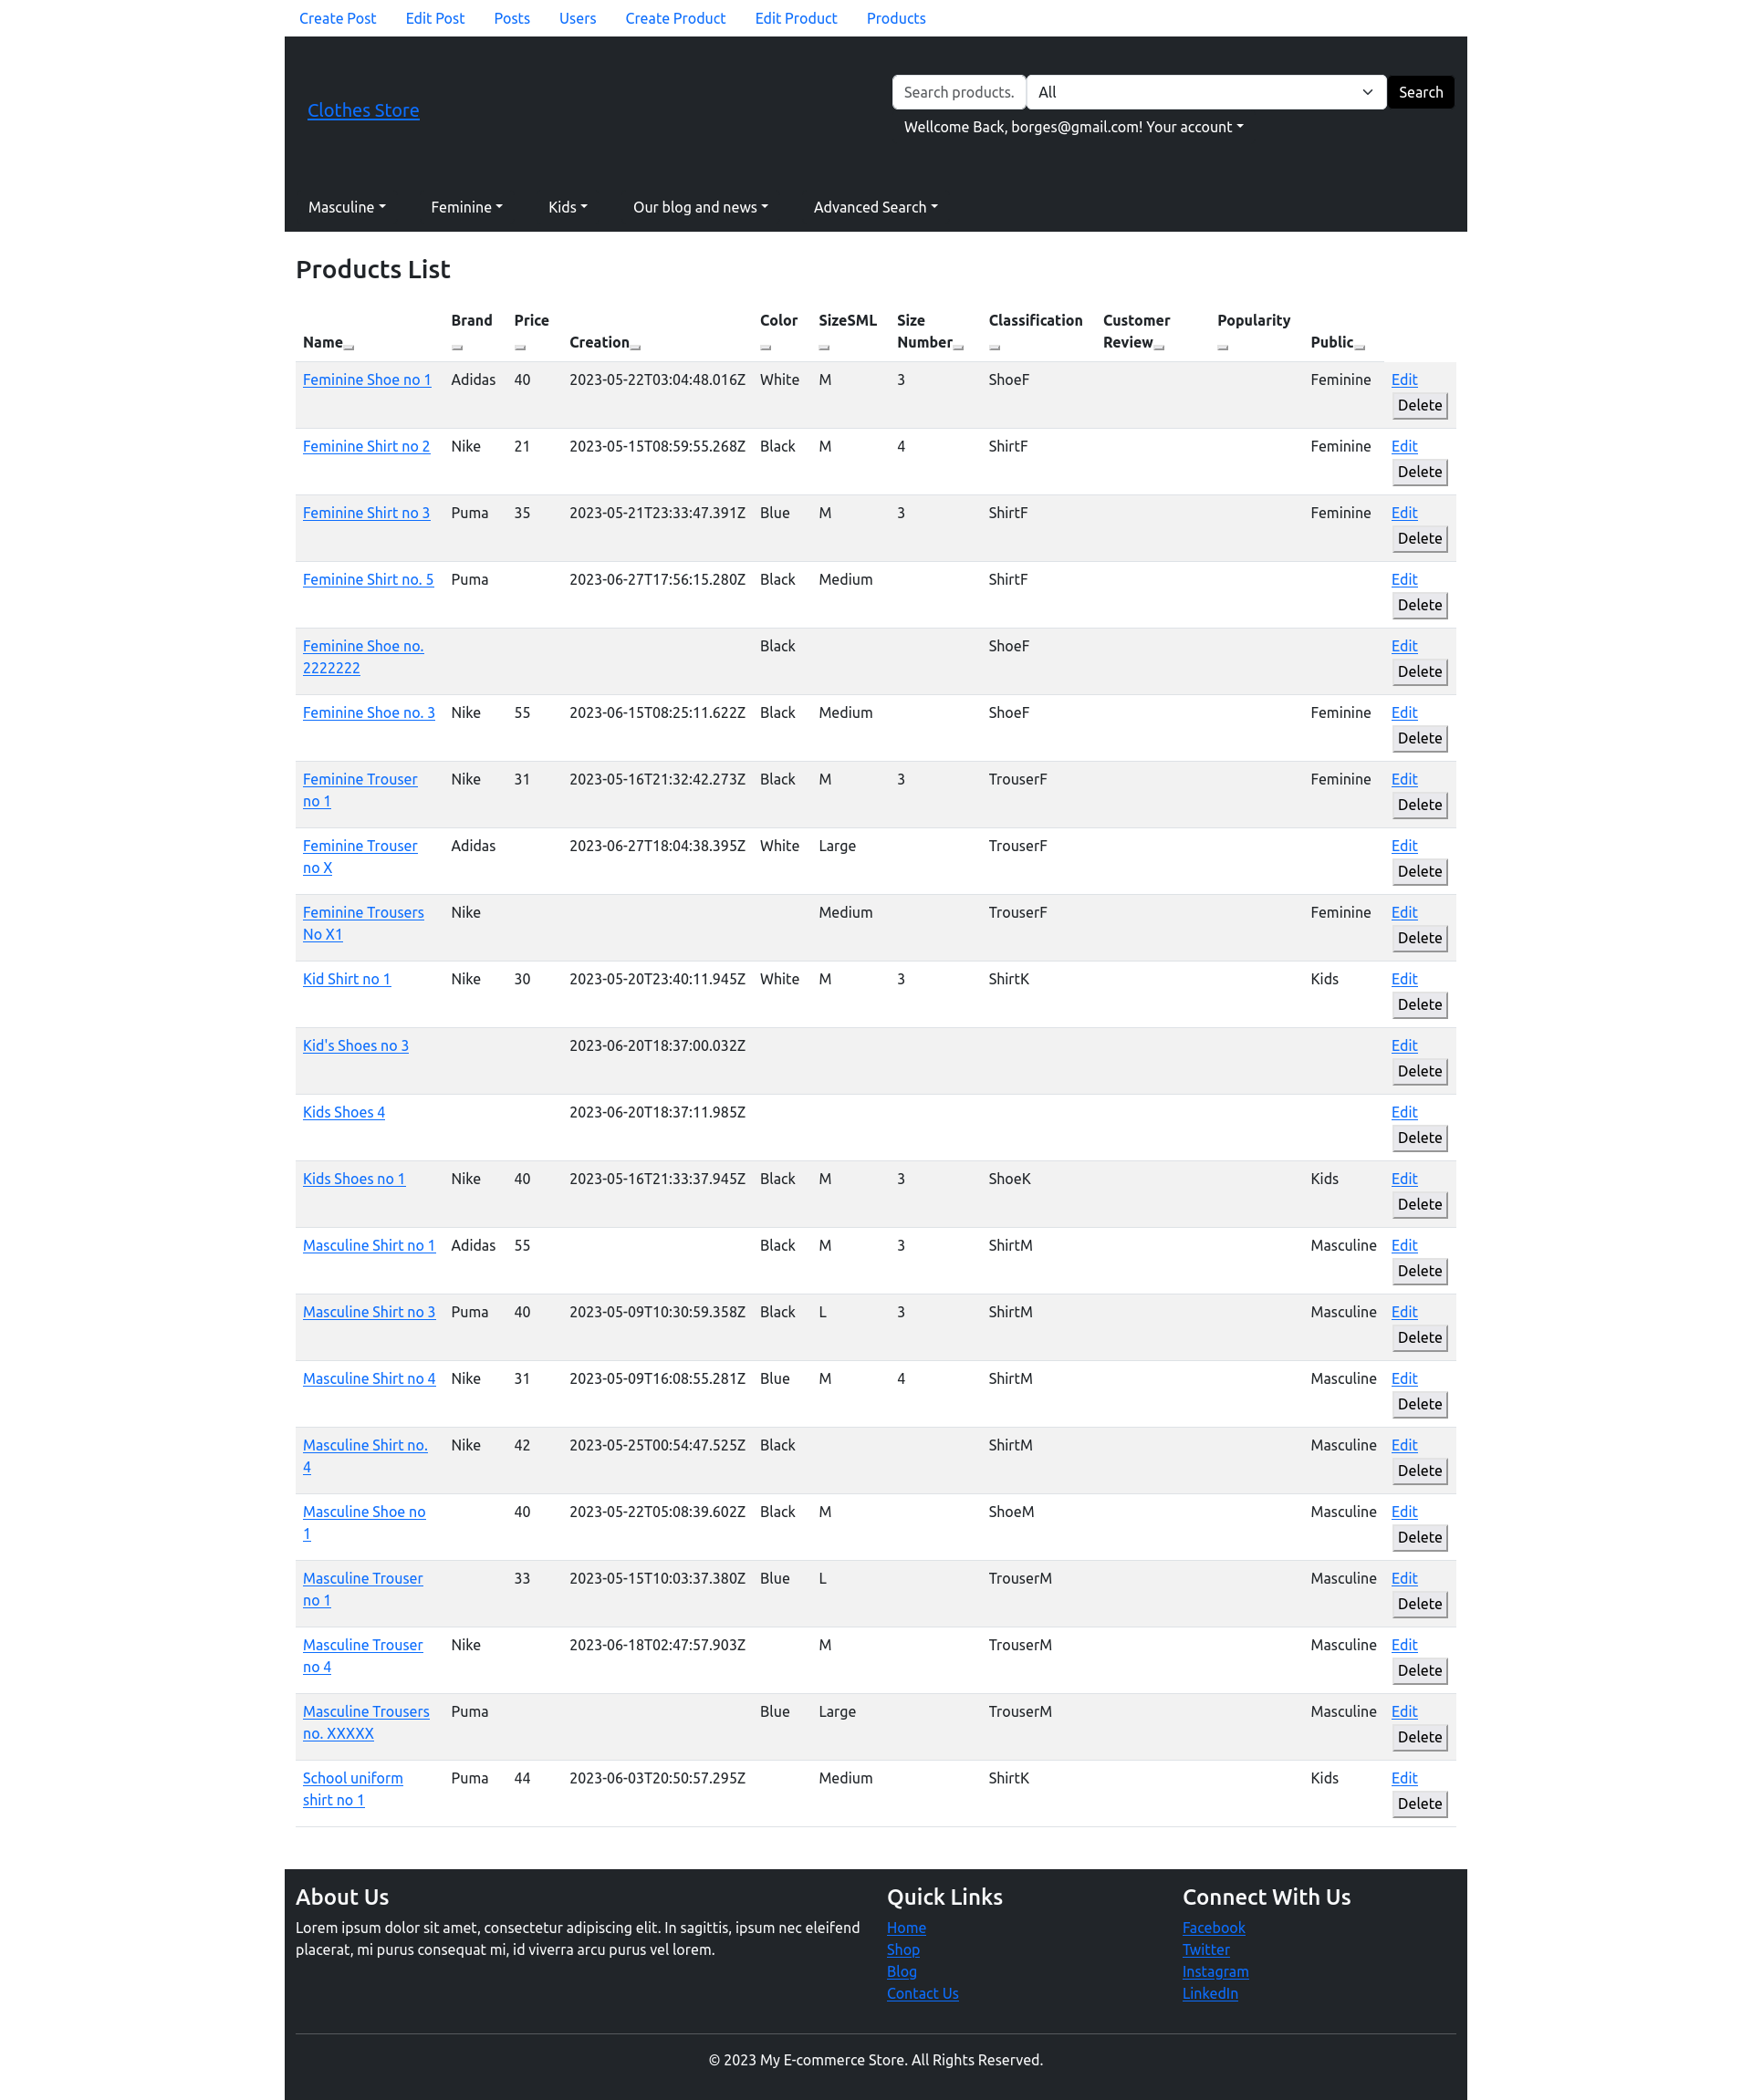 Create Post Edit Post Posts Users Create Product Edit Product Products
Clothes Store
Search products. All Search
Wellcome Back, borges@gmail.com! Your account
Masculine Feminine Kids Our blog and news Advanced Search
Products List
Name Brand Price Creation Color SizeSML Size Number Classification Customer Review Popularity Public
Feminine Shoe no 1 Adidas 40 2023-05-22T03:04:48.016Z White M 3 ShoeF Feminine Edit
Delete
Feminine Shirt no 2 Nike 21 2023-05-15T08:59:55.268Z Black M 4 ShirtF Feminine Edit
Delete
Feminine Shirt no 3 Puma 35 2023-05-21T23:33:47.391Z Blue M 3 ShirtF Feminine Edit
Delete
Feminine Shirt no. 5 Puma 2023-06-27T17:56:15.280Z Black Medium ShirtF Edit
Delete
Feminine Shoe no. Black ShoeF Edit
2222222 Delete
Feminine Shoe no. 3 Nike 55 2023-06-15T08:25:11.622Z Black Medium ShoeF Feminine Edit
Delete
Feminine Trouser Nike 31 2023-05-16T21:32:42.273Z Black M 3 TrouserF Feminine Edit
no 1 Delete
Feminine Trouser Adidas 2023-06-27T18:04:38.395Z White Large TrouserF Edit
no X Delete
Feminine Trousers Nike Medium TrouserF Feminine Edit
No X1 Delete
Kid Shirt no 1 Nike 30 2023-05-20T23:40:11.945Z White M 3 ShirtK Kids Edit
Delete
Kid's Shoes no 3 2023-06-20T18:37:00.032Z Edit
Delete
Kids Shoes 4 2023-06-20T18:37:11.985Z Edit
Delete
Kids Shoes no 1 Nike 40 2023-05-16T21:33:37.945Z Black M 3 ShoeK Kids Edit
Delete
Masculine Shirt no 1 Adidas 55 Black M 3 ShirtM Masculine Edit
Delete
Masculine Shirt no 3 Puma 40 2023-05-09T10:30:59.358Z Black L 3 ShirtM Masculine Edit
Delete
Masculine Shirt no 4 Nike 31 2023-05-09T16:08:55.281Z Blue M 4 ShirtM Masculine Edit
Delete
Masculine Shirt no. Nike 42 2023-05-25T00:54:47.525Z Black ShirtM Masculine Edit
4 Delete
Masculine Shoe no 40 2023-05-22T05:08:39.602Z Black M ShoeM Masculine Edit
1 Delete
Masculine Trouser 33 2023-05-15T10:03:37.380Z Blue L TrouserM Masculine Edit
no 1 Delete
Masculine Trouser Nike 2023-06-18T02:47:57.903Z M TrouserM Masculine Edit
no 4 Delete
Masculine Trousers Puma Blue Large TrouserM Masculine Edit
no. XXXXX Delete
School uniform Puma 44 2023-06-03T20:50:57.295Z Medium ShirtK Kids Edit
shirt no 1 Delete
About Us
Lorem ipsum dolor sit amet, consectetur adipiscing elit. In sagittis, ipsum nec eleifend
placerat, mi purus consequat mi, id viverra arcu purus vel lorem.
Quick Links
Home
Shop
Blog
Contact Us
Connect With Us
Facebook
Twitter
Instagram
LinkedIn
© 2023 My E-commerce Store. All Rights Reserved.